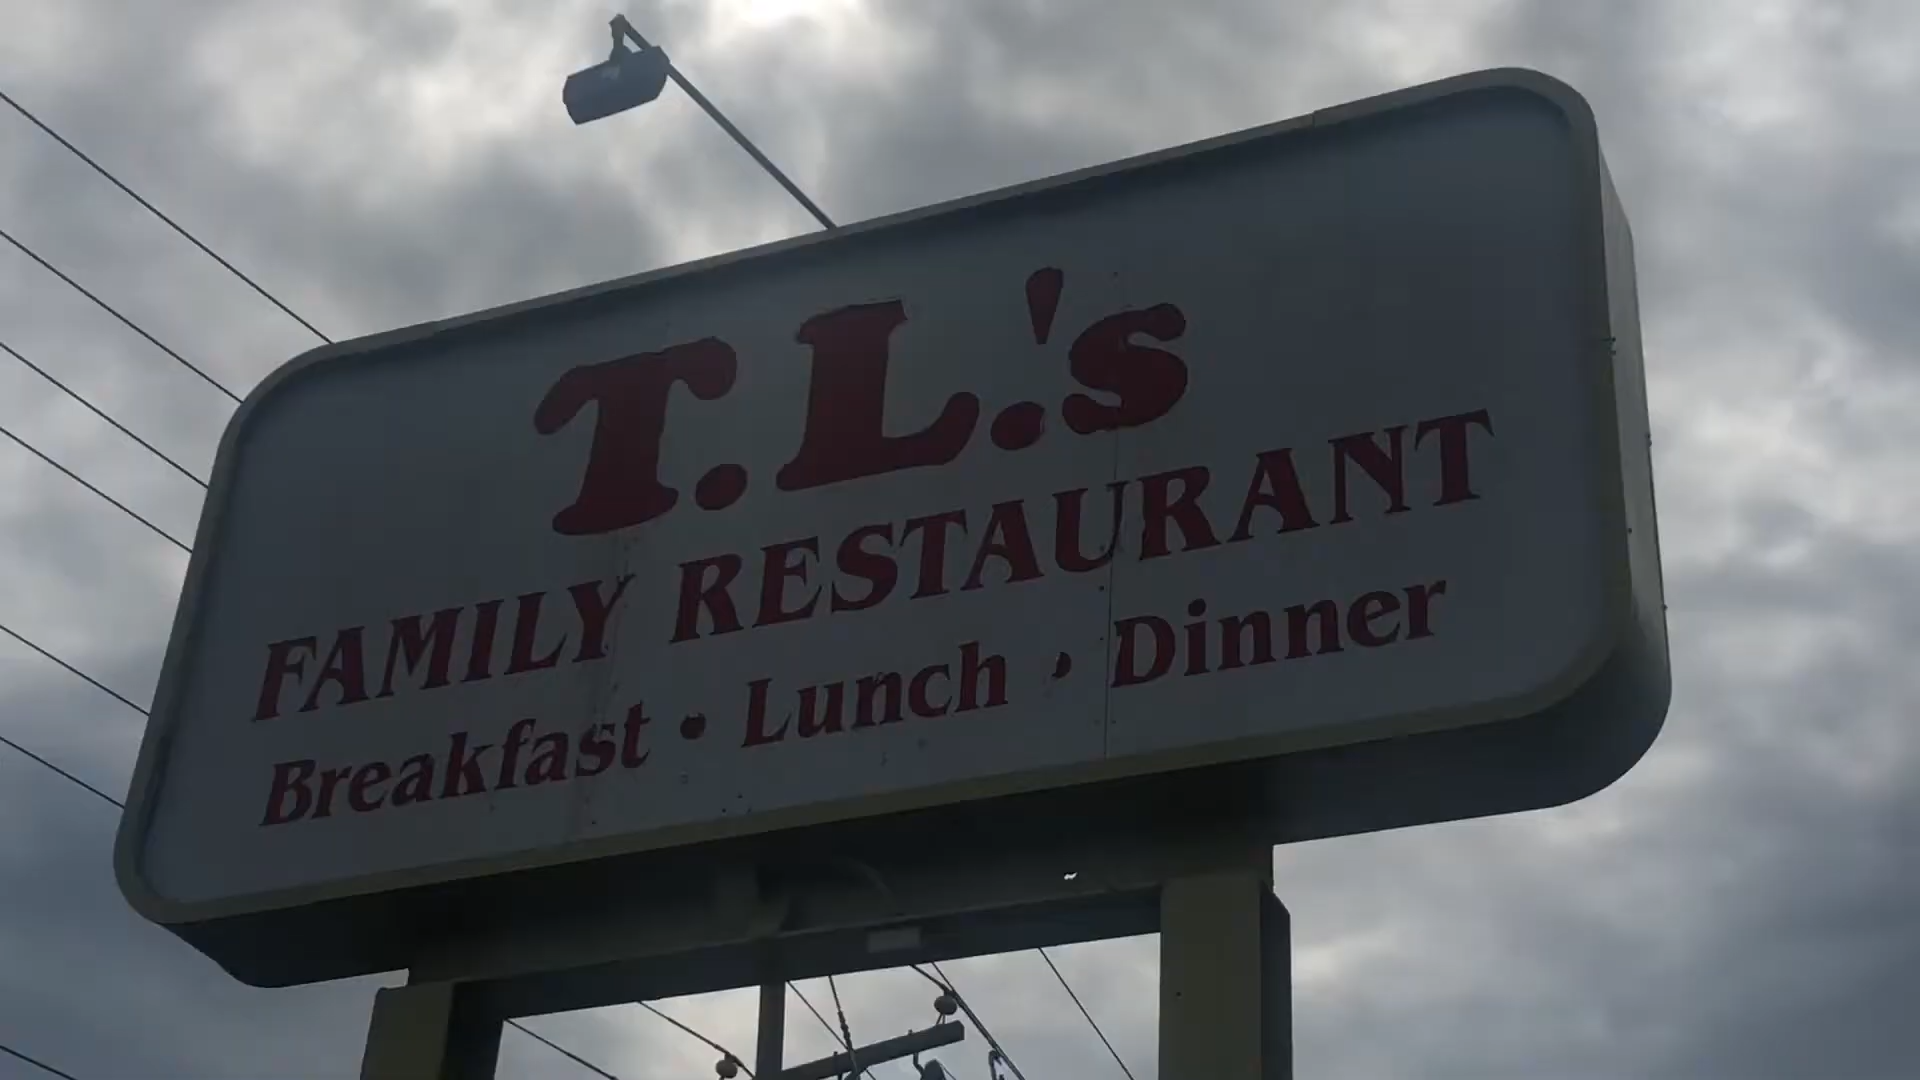 T.L.'s
FAMILY RESTAURANT
Breakfast • Lunch • Dinner